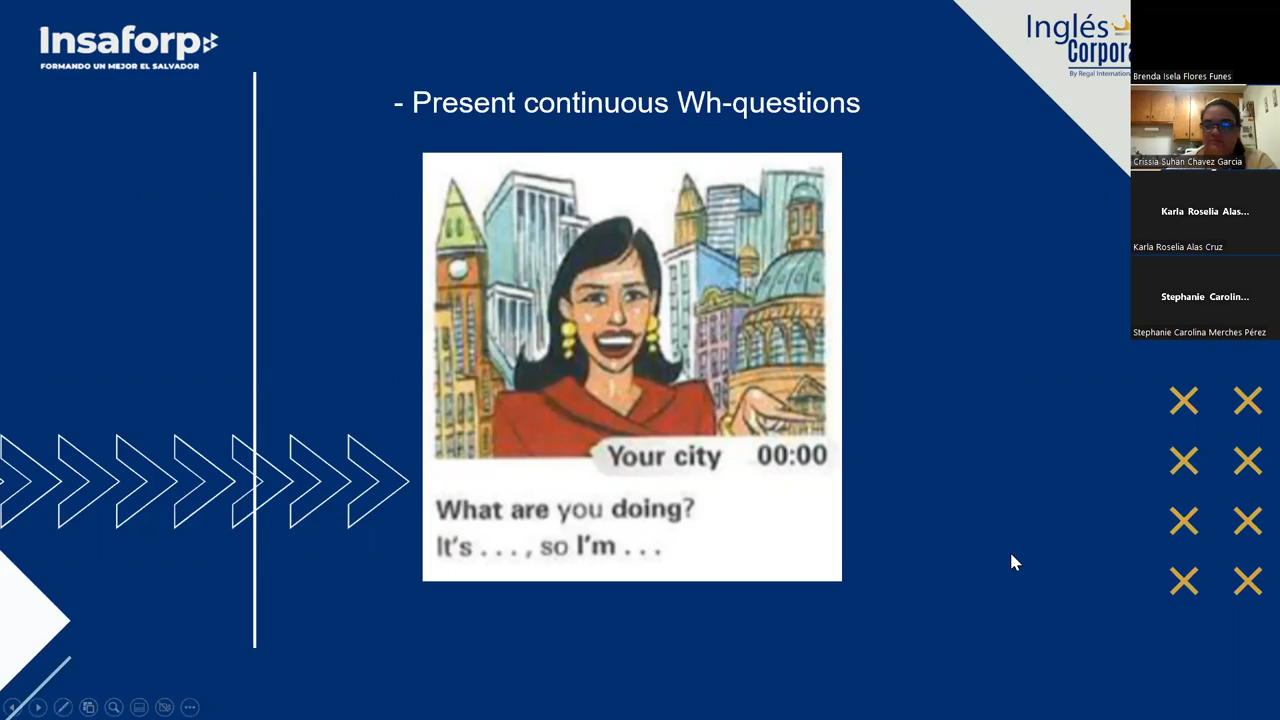 Insaforp
FORMANDO UN MEJOR EL SALVADOR
Inglés
By Regal Internation
- Present continuous Wh-questions
Your city 00:00
What are you doing?
It's . . . , so I'm . . .
Brenda Isela Flores Funes
Crissia Suhan Chavez Garcia
Karla Roselia Alas...
Karla Roselia Alas Cruz
Stephanie Carolin...
Stephanie Carolina Merches Pérez